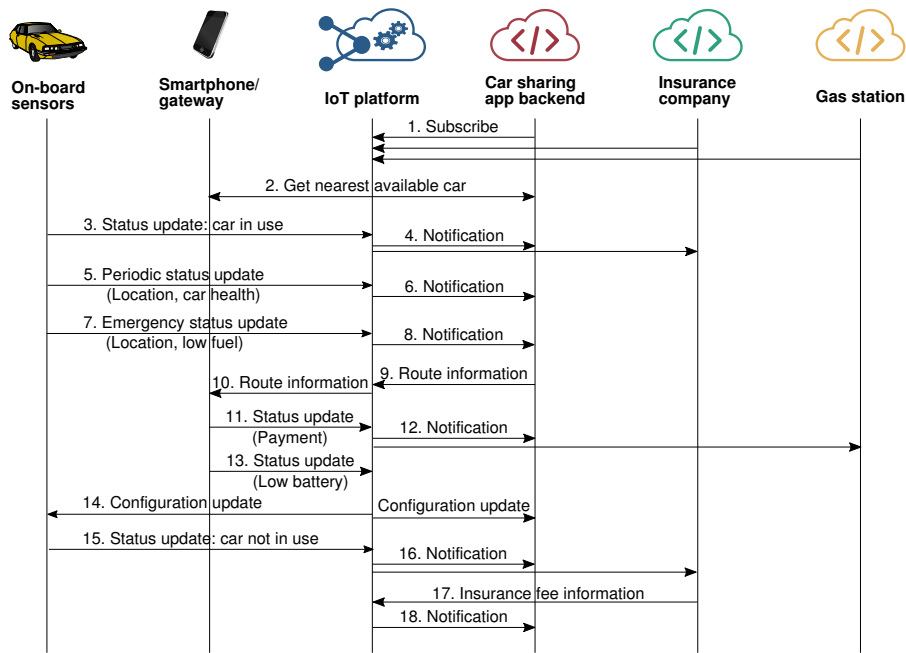 On-board
sensors
Smartphone/
gateway
IoT platform
Car sharing
app backend
Insurance
company
Gas station
1. Subscribe
2. Get nearest available car
3. Status update: car in use
4. Notification
5. Periodic status update
(Location, car health)
6. Notification
7. Emergency status update
(Location, low fuel)
8. Notification
9. Route information
10. Route information
11. Status update
(Payment)
12. Notification
13. Status update
(Low battery)
14. Configuration update
Configuration update
15. Status update: car not in use
16. Notification
17. Insurance fee information
18. Notification